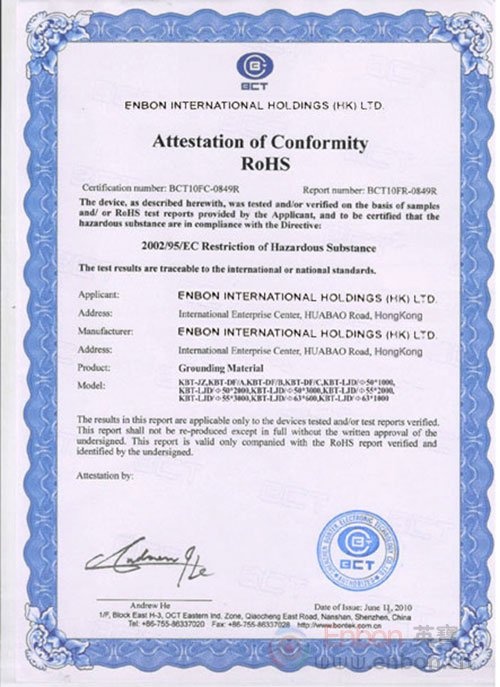 BCT
ENBON INTERNATIONAL HOLDINGS (HK) LTD.
Attestation of Conformity
RoHS
Certification number: BCT10FC-0849R Report number: BCT10FR-0849R
The device, as described herewith, was tested and/or verified on the basis of samples
and/ or RoHS test reports provided by the Applicant, and to be certified that the
hazardous substance are in compliance with the Directive:
2002/95/EC Restriction of Hazardous Substance
The test results are traceable to the international or national standards.
Applicant: ENBON INTERNATIONAL HOLDINGS (HK) LTD.
Address: International Enterprise Center, HUABAO Road, HongKong
Manufacturer: ENBON INTERNATIONAL HOLDINGS (HK) LTD.
Address: International Enterprise Center, HUABAO Road, HongKong
Product: Grounding Material
Model: KBT-JZ,KBT-DF/A,KBT-DF/B,KBT-DF/C,KBT-LJD/Φ50*1000,
KBT-LJD/Φ50*2000,KBT-LJD/Φ50*3000,KBT-LJD/Φ55*2000,
KBT-LJD/Φ55*3000,KBT-LJD/Φ63*600,KBT-LJD/Φ63*1000
The results in this report are applicable only to the devices tested and/or test reports verified.
This report shall not be re-produced except in full without the written approval of the
undersigned. This report is valid only companied with the RoHS report verified and
identified by the undersigned.
Attestation by:
BCT
AUTHORIZED
Andrew He
Date of Issue: June 11, 2010
1/F, Block East H-3, OCT Eastern Ind. Zone, Qiaocheng East Road, Nanshan, Shenzhen, China
Tel: +86-755-86337020 Fax: +86-755-86337028 http://www.bontek.com.cn
Enbon 英寶
www.enbon.cn